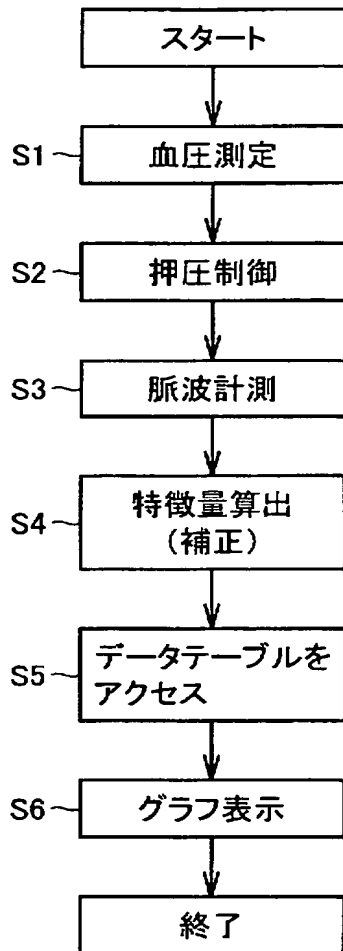 スタート
S1 血圧測定
S2 押圧制御
S3 脈波計測
S4 特徴量算出
(補正)
S5 データテーブルを
アクセス
S6 グラフ表示
終了